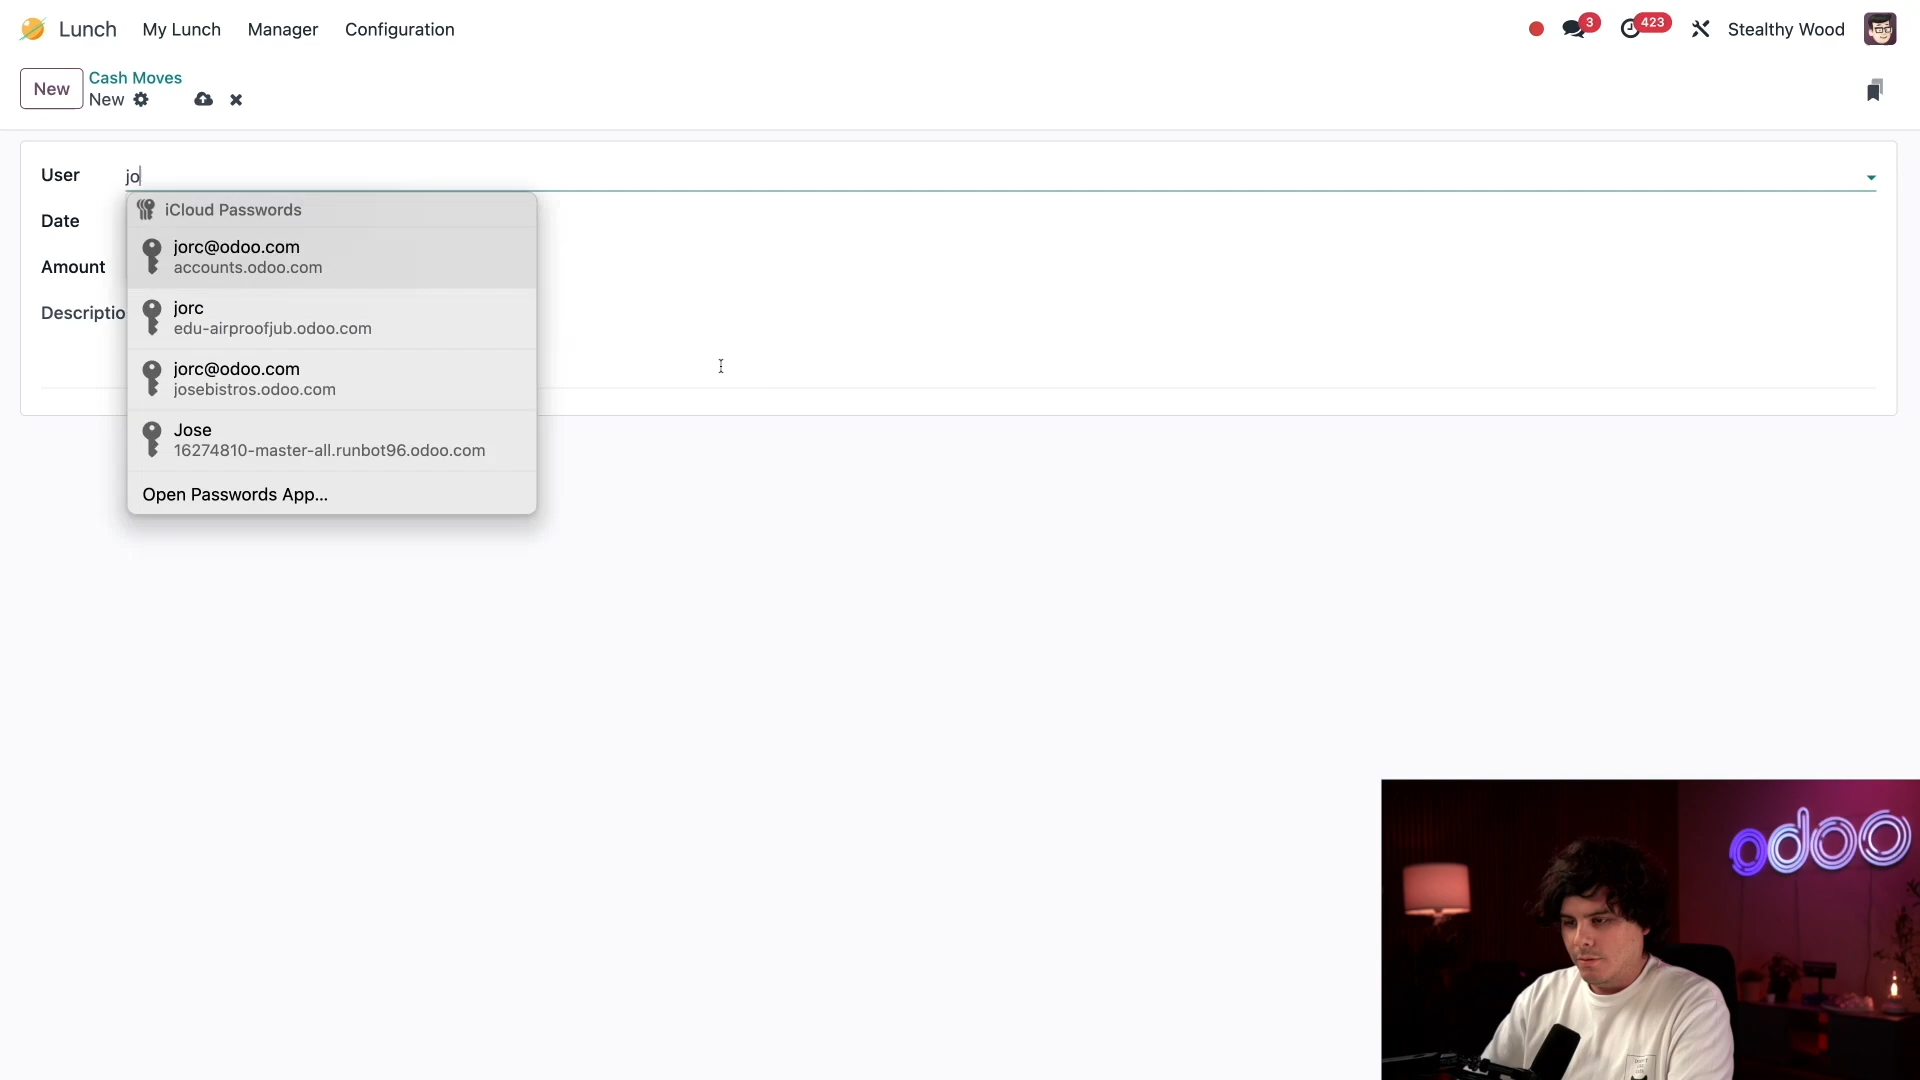 Lunch My Lunch Manager Configuration 3 423 Stealthy Wood
New Cash Moves
New
User jo
iCloud Passwords
Date
jorc@odoo.com
accounts.odoo.com
Amount
jorc
edu-airproofjub.odoo.com
Descriptio
jorc@odoo.com
josebistros.odoo.com
Jose
16274810-master-all.runbot96.odoo.com
Open Passwords App...
odoo